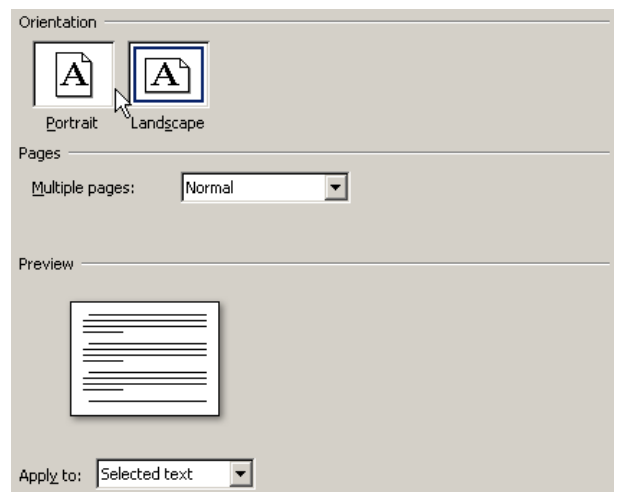 Orientation
A A
Portrait Landscape
Pages
Multiple pages: Normal
Preview
Apply to: Selected text